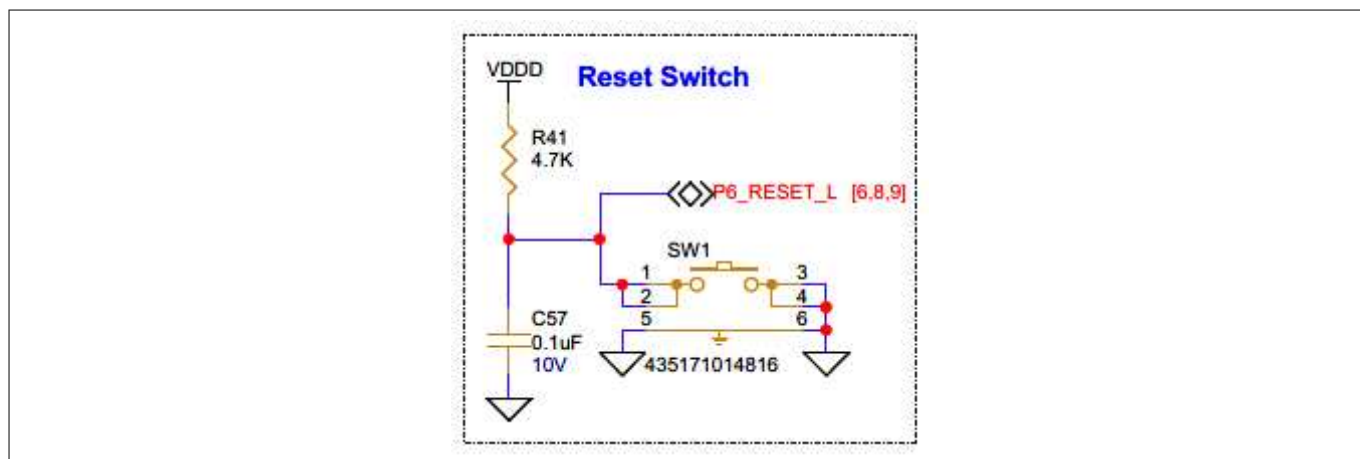 VDDD
Reset Switch
R41
4.7K
P6_RESET_L [6,8,9]
SW1
1
3
2
4
5
6
C57
0.1uF
10V
435171014816